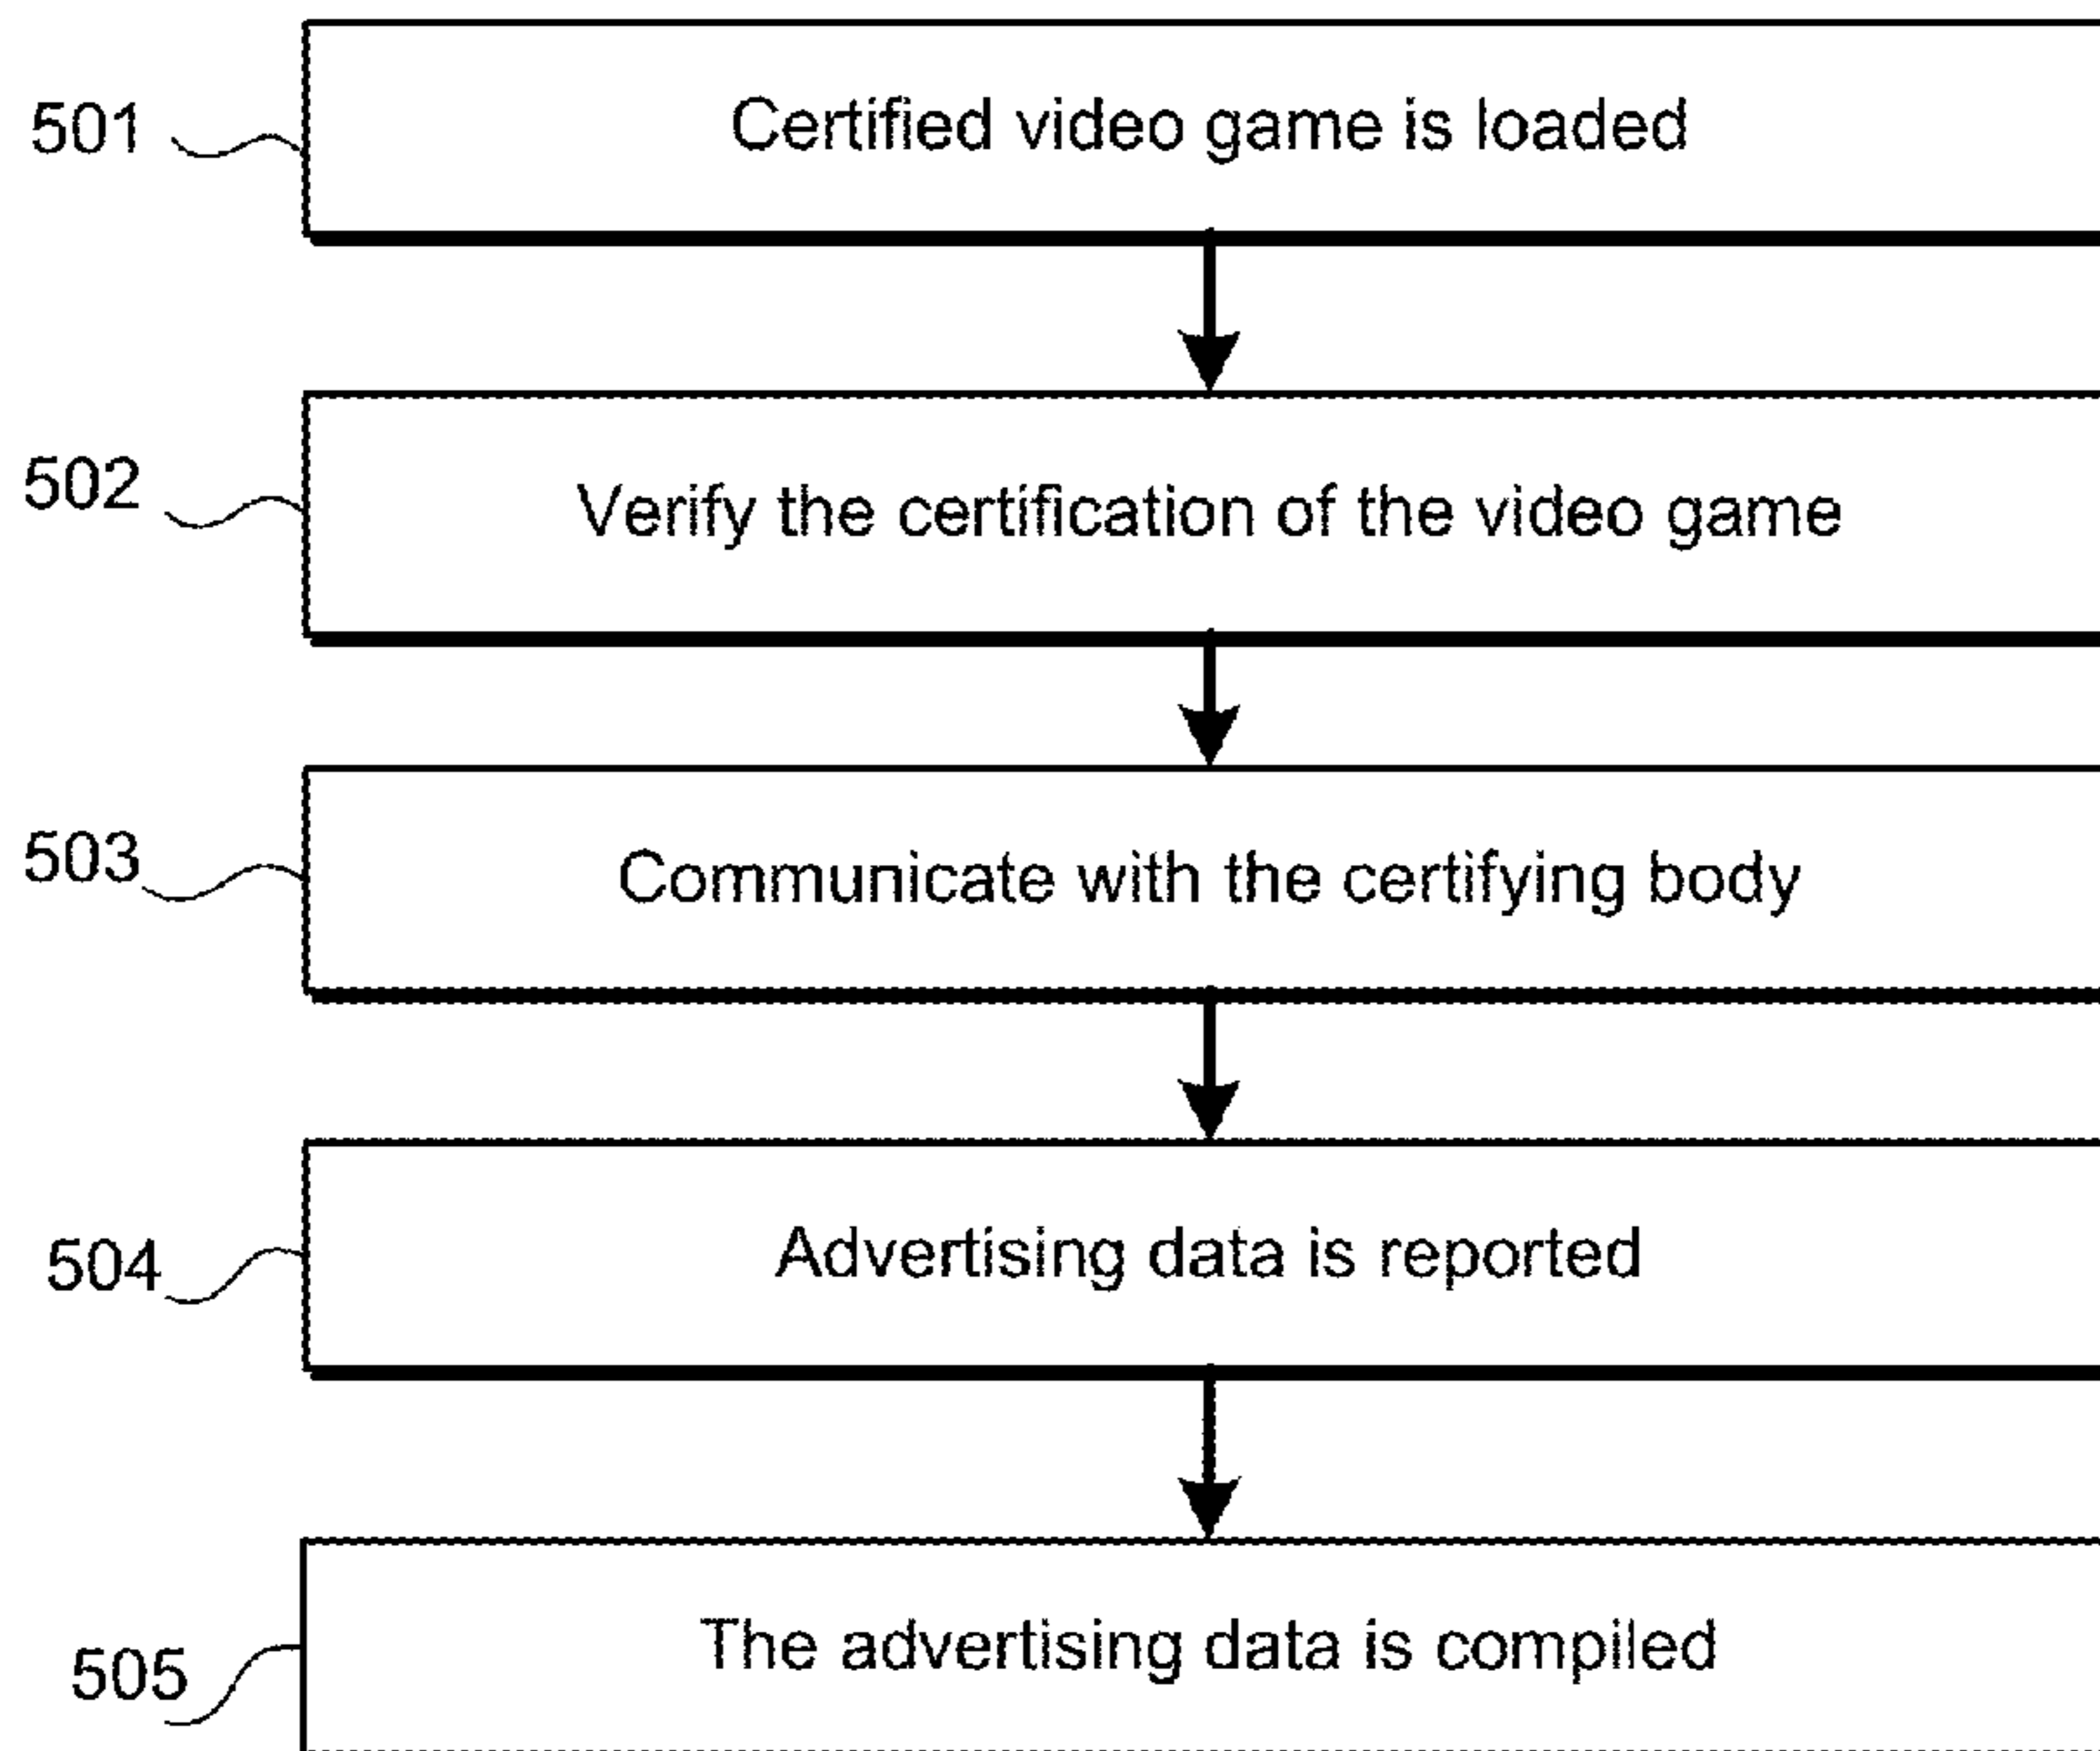 501
Certified video game is loaded
502
Verify the certification of the video game
503
Communicate with the certifying body
504
Advertising data is reported
505
The advertising data is compiled